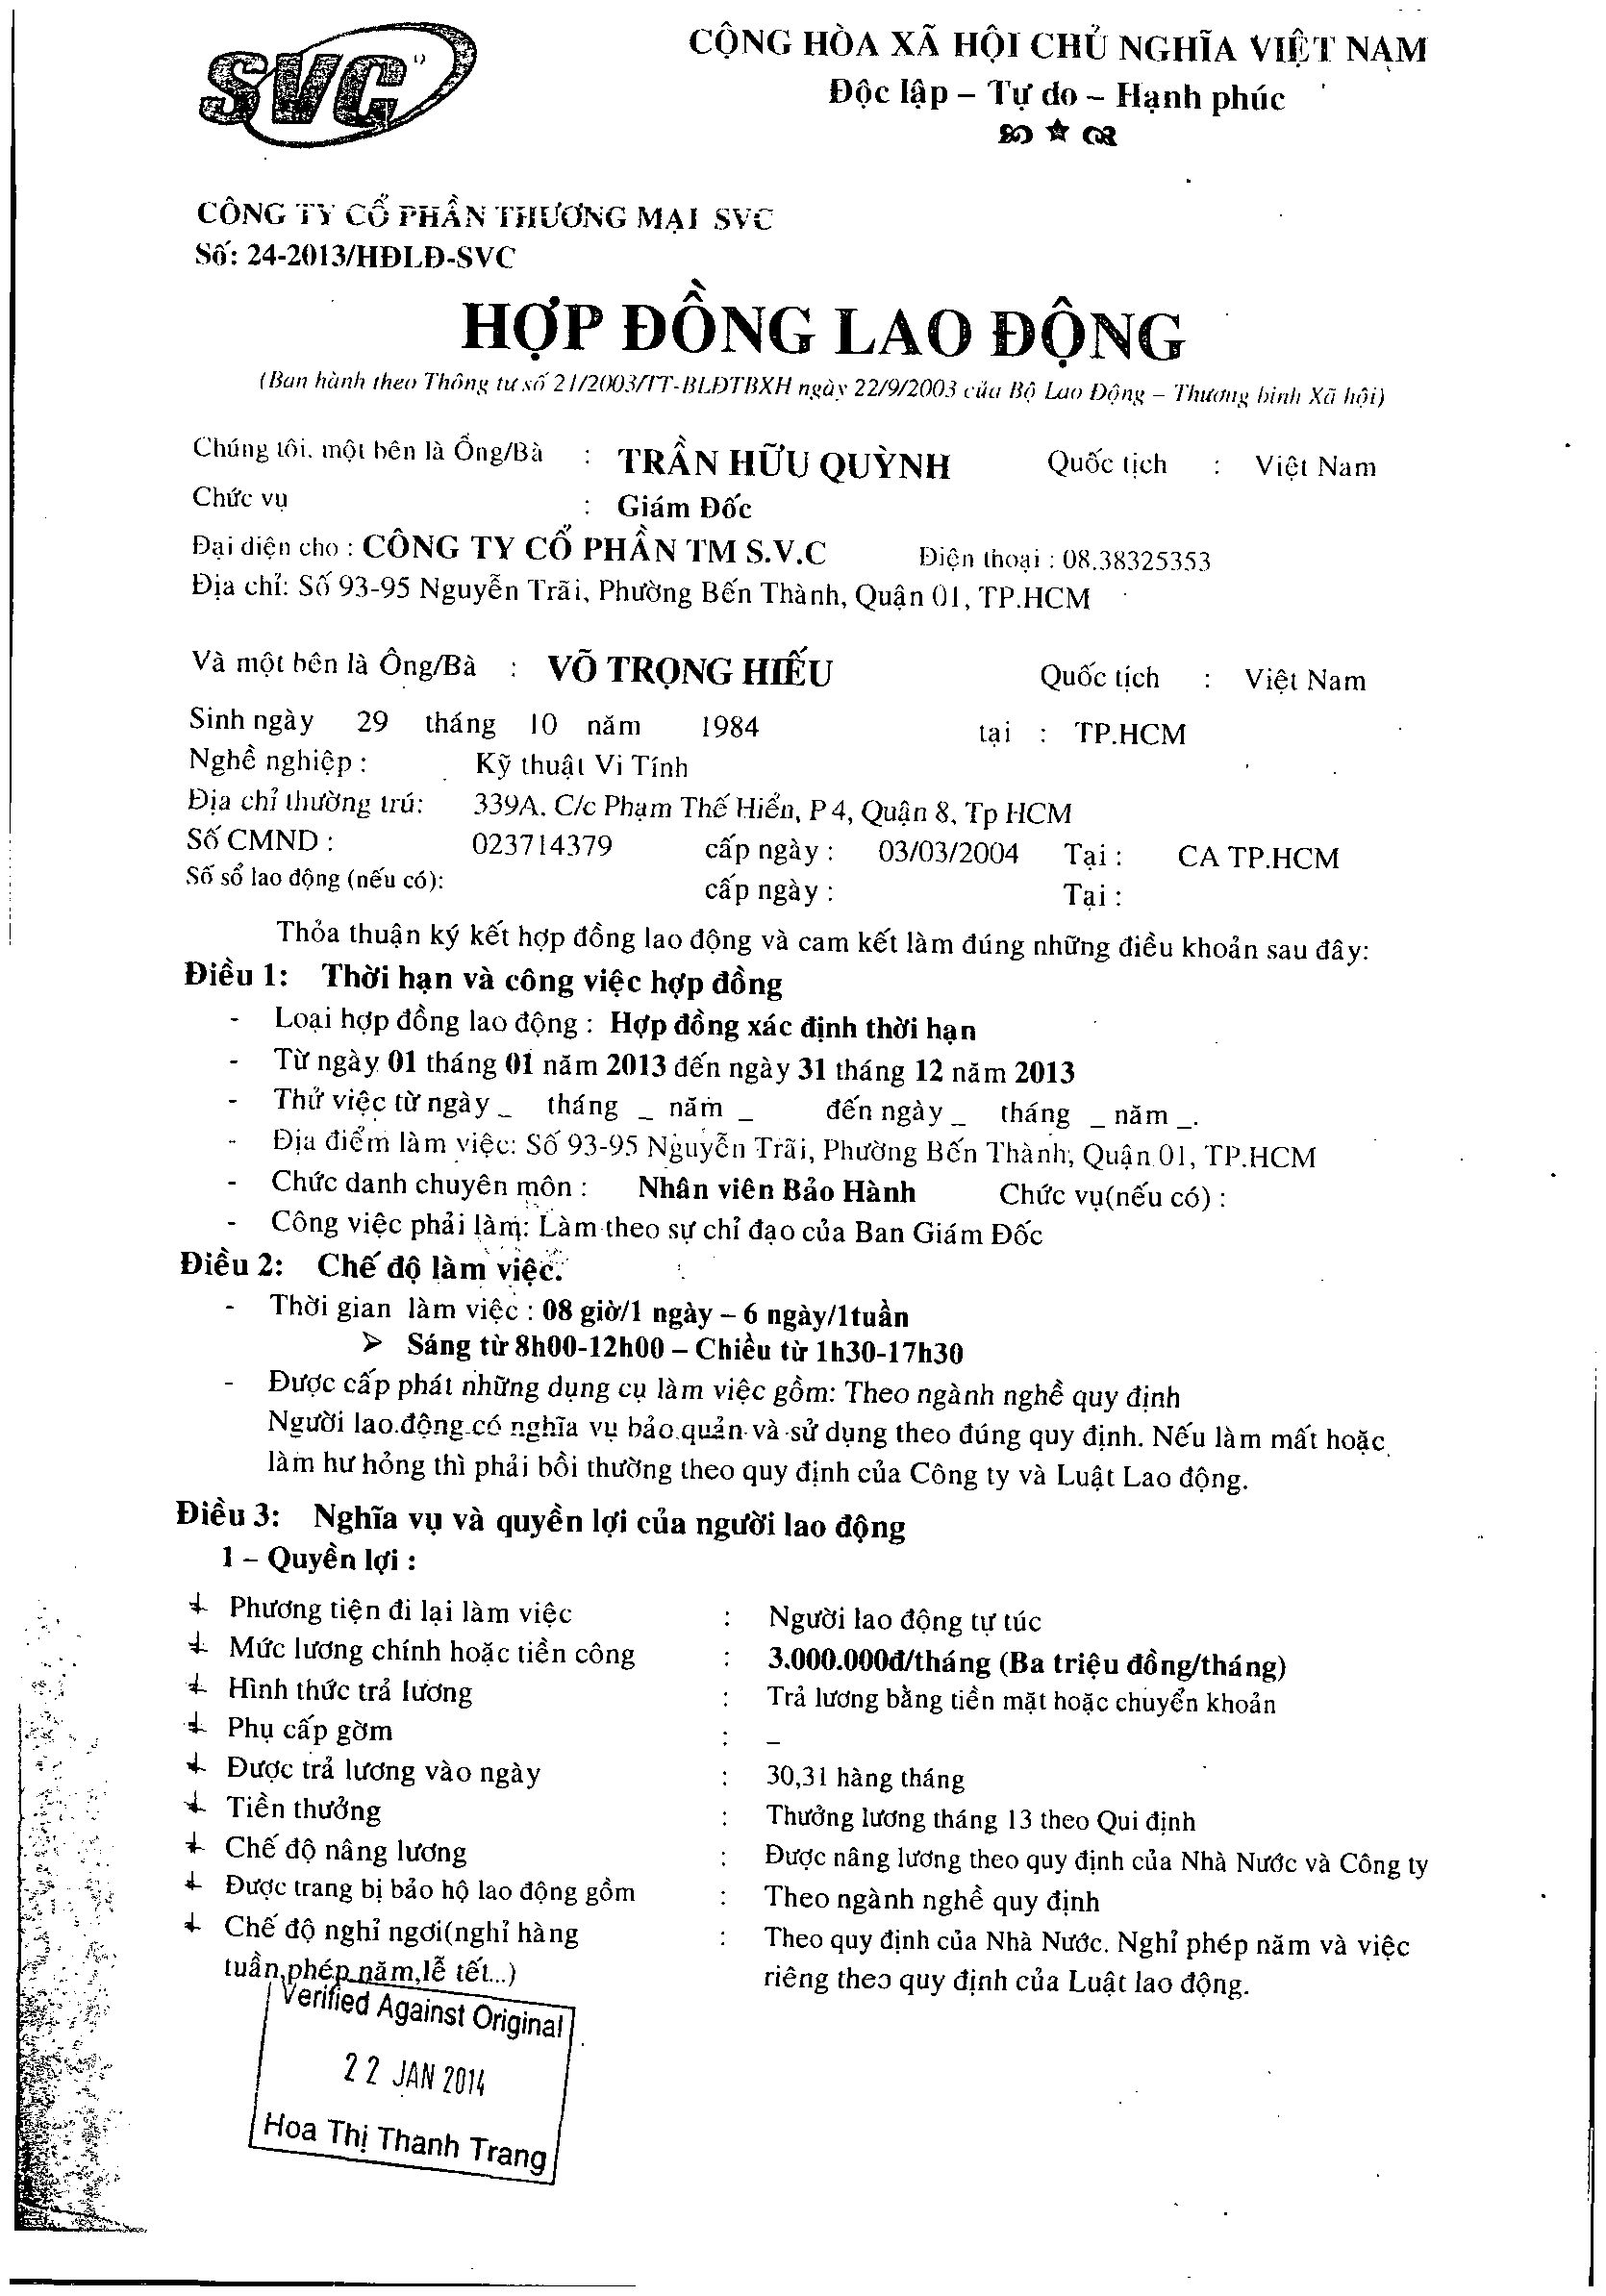 SVC
CỘNG HÒA XÃ HỘI CHỦ NGHĨA VIỆT NAM
Độc lập – Tự do – Hạnh phúc
CÔNG TY CỔ PHẦN THƯƠNG MẠI SVC
Số: 24-2013/HĐLĐ-SVC
HỢP ĐỒNG LAO ĐỘNG
(Ban hành theo Thông tư số 21/2003/TT-BLĐTBXH ngày 22/9/2003 của Bộ Lao Động – Thương binh Xã hội)
Chúng tôi, một bên là Ông/Bà : TRẦN HỮU QUỲNH Quốc tịch : Việt Nam
Chức vụ : Giám Đốc
Đại diện cho : CÔNG TY CỔ PHẦN TM S.V.C Điện thoại : 08.38325353
Địa chỉ: Số 93-95 Nguyễn Trãi, Phường Bến Thành, Quận 01, TP.HCM
Và một bên là Ông/Bà : VÕ TRỌNG HIẾU Quốc tịch : Việt Nam
Sinh ngày 29 tháng 10 năm 1984 tại : TP.HCM
Nghề nghiệp : Kỹ thuật Vi Tính
Địa chỉ thường trú: 339A. C/c Phạm Thế Hiển, P 4, Quận 8, Tp HCM
Số CMND : 023714379 cấp ngày : 03/03/2004 Tại : CA TP.HCM
Số sổ lao động (nếu có): cấp ngày : Tại :
Thỏa thuận ký kết hợp đồng lao động và cam kết làm đúng những điều khoản sau đây:
Điều 1: Thời hạn và công việc hợp đồng
- Loại hợp đồng lao động : Hợp đồng xác định thời hạn
- Từ ngày 01 tháng 01 năm 2013 đến ngày 31 tháng 12 năm 2013
- Thử việc từ ngày _ tháng _ năm _ đến ngày _ tháng _ năm _.
- Địa điểm làm việc: Số 93-95 Nguyễn Trãi, Phường Bến Thành, Quận 01, TP.HCM
- Chức danh chuyên môn : Nhân viên Bảo Hành Chức vụ(nếu có) :
- Công việc phải làm: Làm theo sự chỉ đạo của Ban Giám Đốc
Điều 2: Chế độ làm việc.
- Thời gian làm việc : 08 giờ/1 ngày – 6 ngày/1tuần
➢ Sáng từ 8h00-12h00 – Chiều từ 1h30-17h30
- Được cấp phát những dụng cụ làm việc gồm: Theo ngành nghề quy định
Người lao động có nghĩa vụ bảo quản và sử dụng theo đúng quy định. Nếu làm mất hoặc
làm hư hỏng thì phải bồi thường theo quy định của Công ty và Luật Lao động.
Điều 3: Nghĩa vụ và quyền lợi của người lao động
1 – Quyền lợi :
Phương tiện đi lại làm việc : Người lao động tự túc
Mức lương chính hoặc tiền công : 3.000.000đ/tháng (Ba triệu đồng/tháng)
Hình thức trả lương : Trả lương bằng tiền mặt hoặc chuyển khoản
Phụ cấp gờm : _
Được trả lương vào ngày : 30,31 hàng tháng
Tiền thưởng : Thưởng lương tháng 13 theo Qui định
Chế độ nâng lương : Được nâng lương theo quy định của Nhà Nước và Công ty
Được trang bị bảo hộ lao động gồm : Theo ngành nghề quy định
Chế độ nghỉ ngơi(nghỉ hàng : Theo quy định của Nhà Nước. Nghỉ phép năm và việc
tuần,phép năm,lễ tết...) riêng theo quy định của Luật lao động.
Verified Against Original
22 JAN 2014
Hoa Thị Thanh Trang